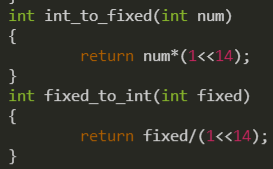 int int_to_fixed(int num)
{
        return num*(1<<14);
}
int fixed_to_int(int fixed)
{
        return fixed/(1<<14);
}